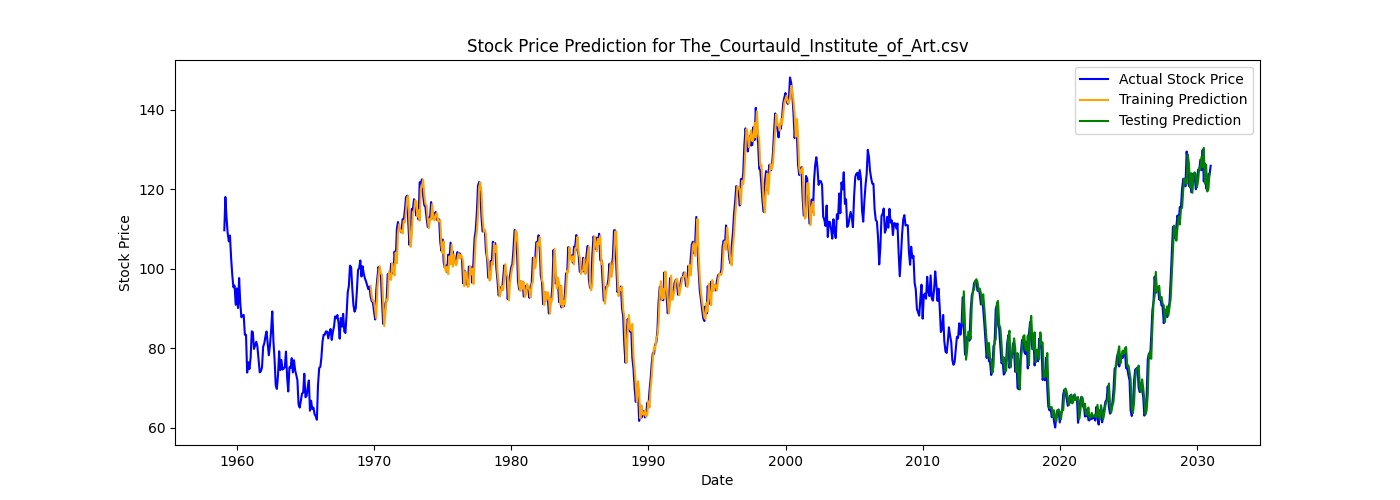 Stock Price Prediction for The_Courtauld_Institute_of_Art.csv
Actual Stock Price
Training Prediction
Testing Prediction
Stock Price
140
120
100
80
60
1960 1970 1980 1990 2000 2010 2020 2030
Date